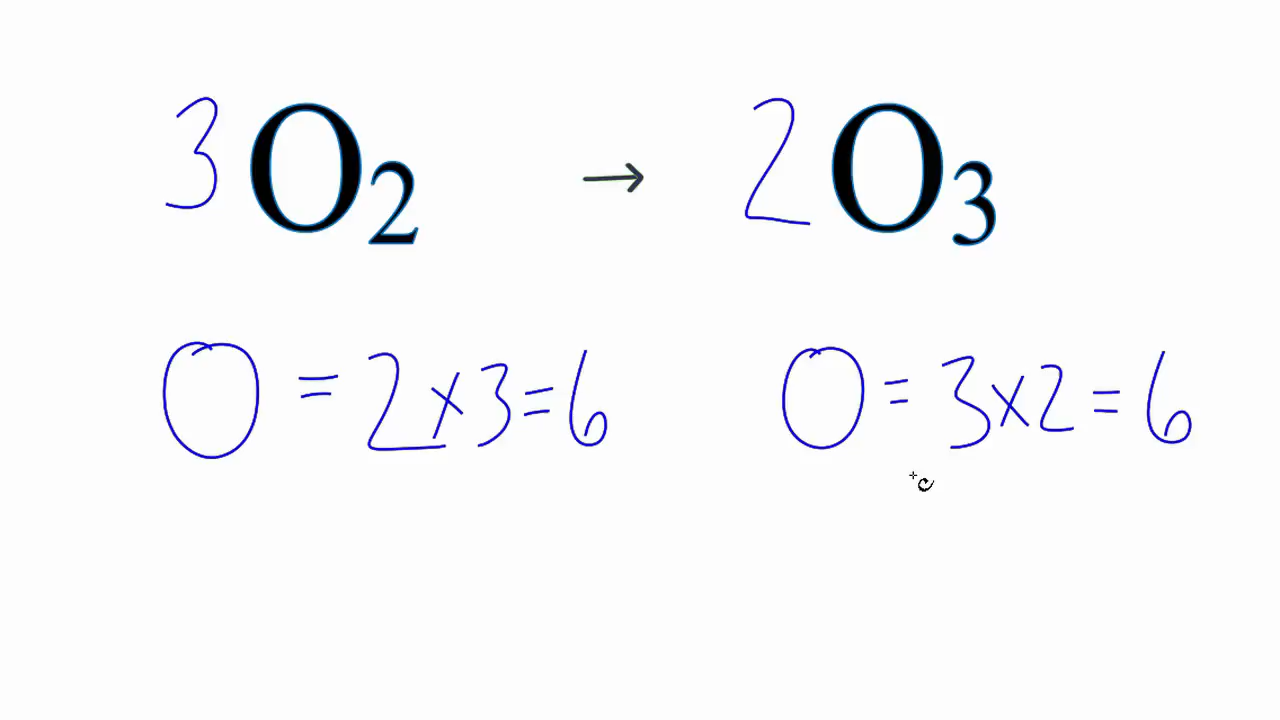 3O₂ → 2O₃
O = 2x3=6 O = 3x2 = 6